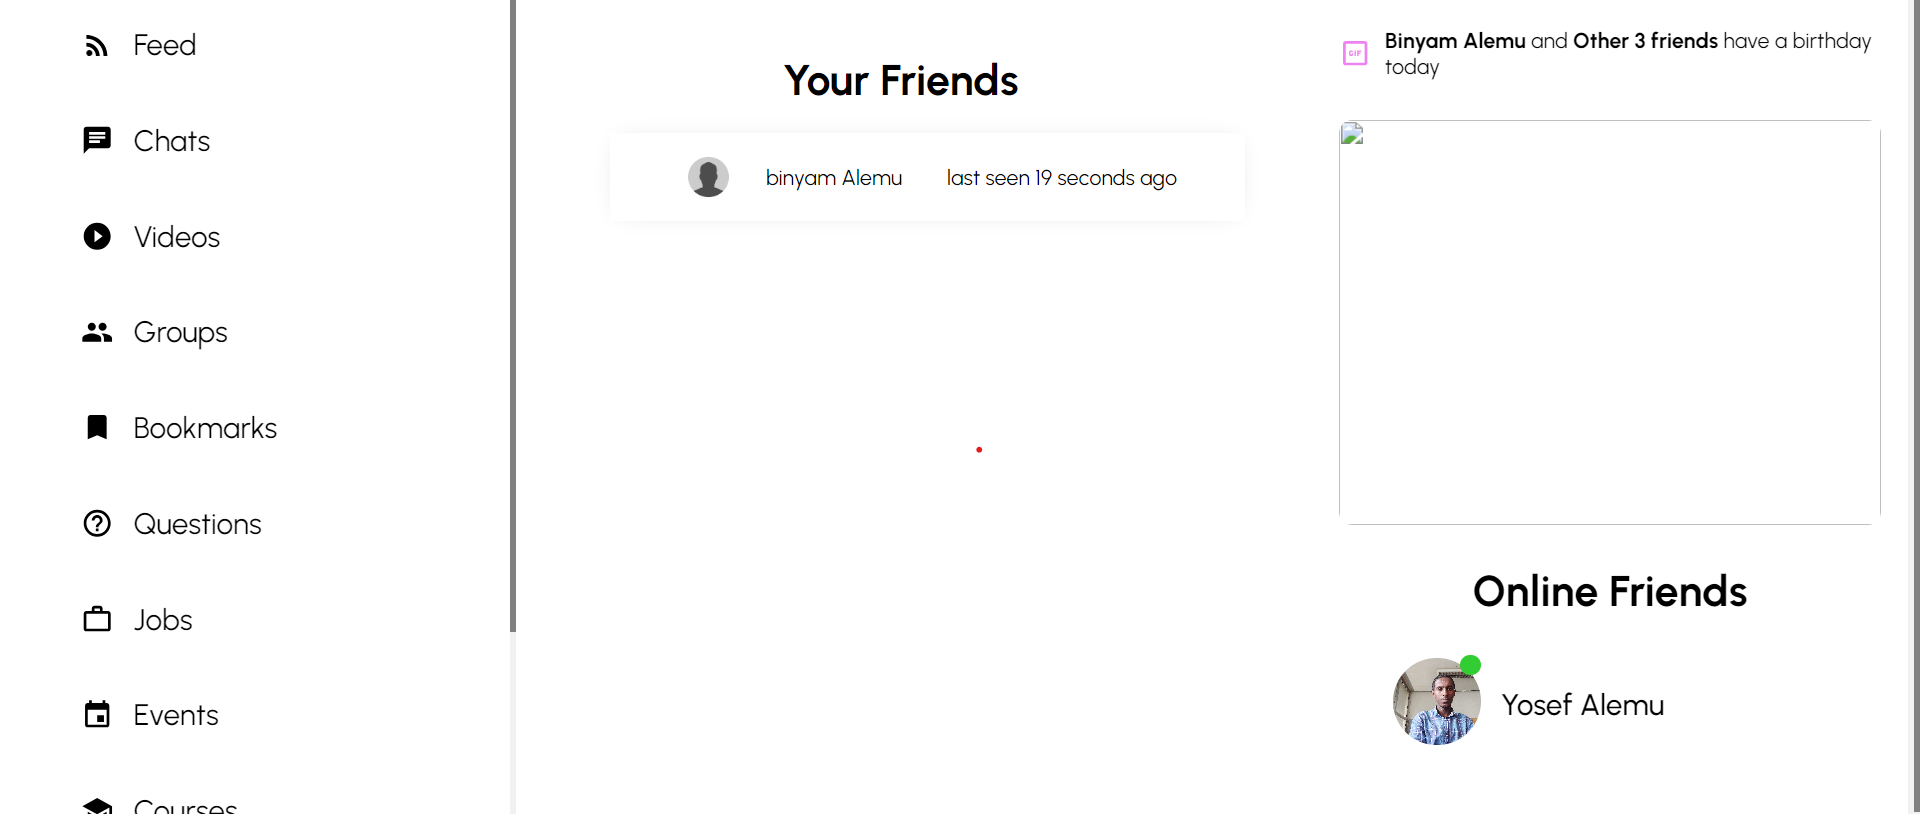 Feed
Chats
Videos
Groups
Bookmarks
Questions
Jobs
Events
Courses
Your Friends
binyam Alemu last seen 19 seconds ago
GIF
Binyam Alemu and Other 3 friends have a birthday
today
Online Friends
Yosef Alemu